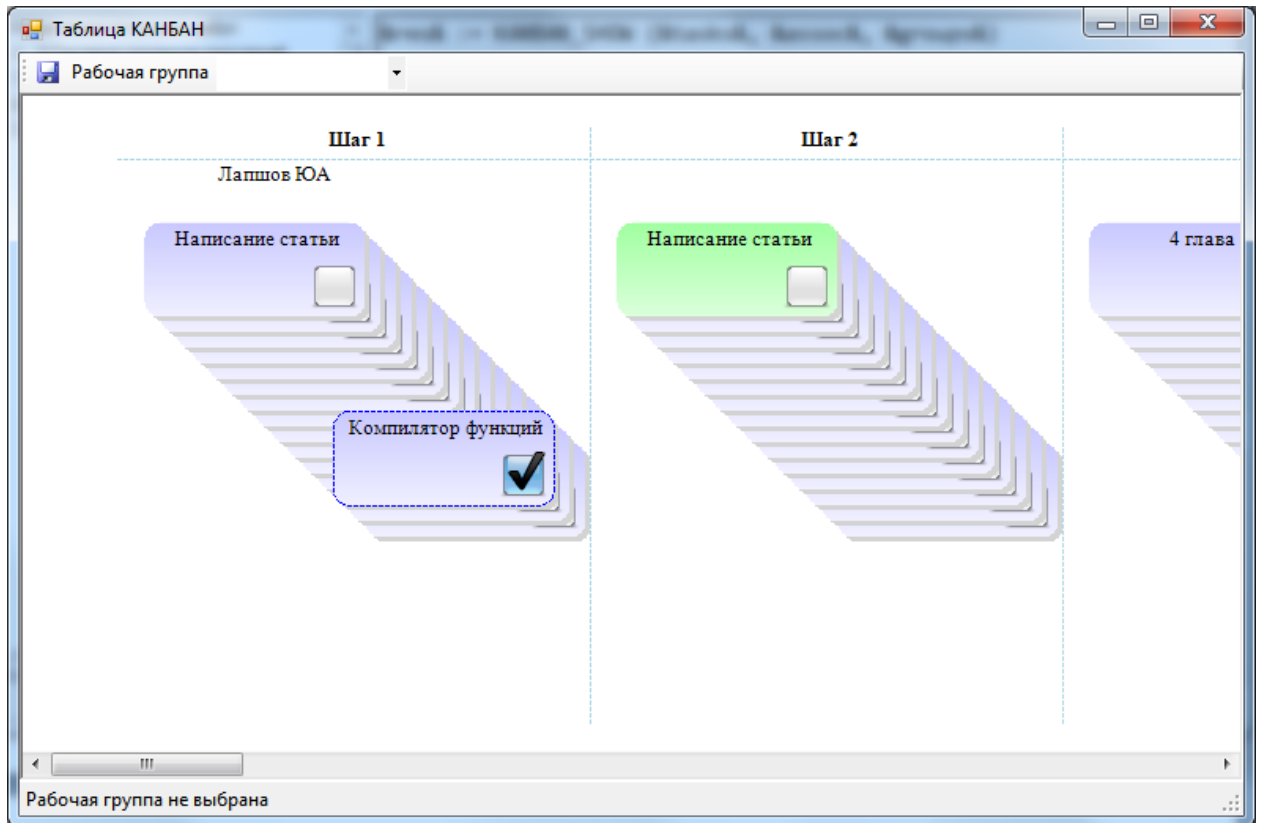 Таблица КАНБАН
Рабочая группа
Шаг 1
Шаг 2
Лапшов ЮА
Написание статьи
Написание статьи
4 глава
Компилятор функций
Рабочая группа не выбрана